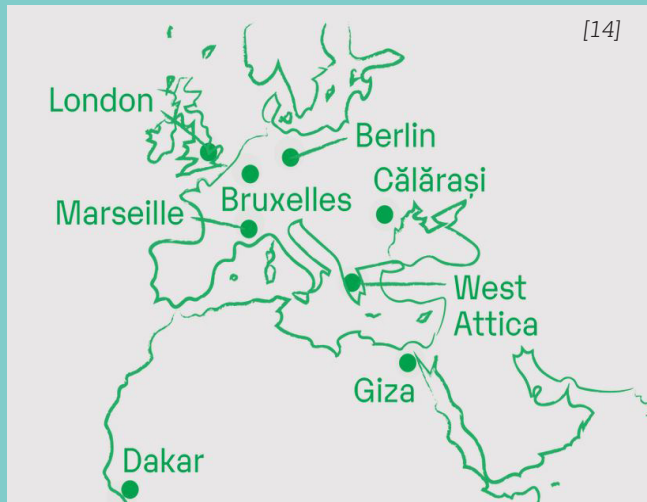 [14]
London
Berlin
Călărași
Bruxelles
Marseille
West
Attica
Giza
Dakar